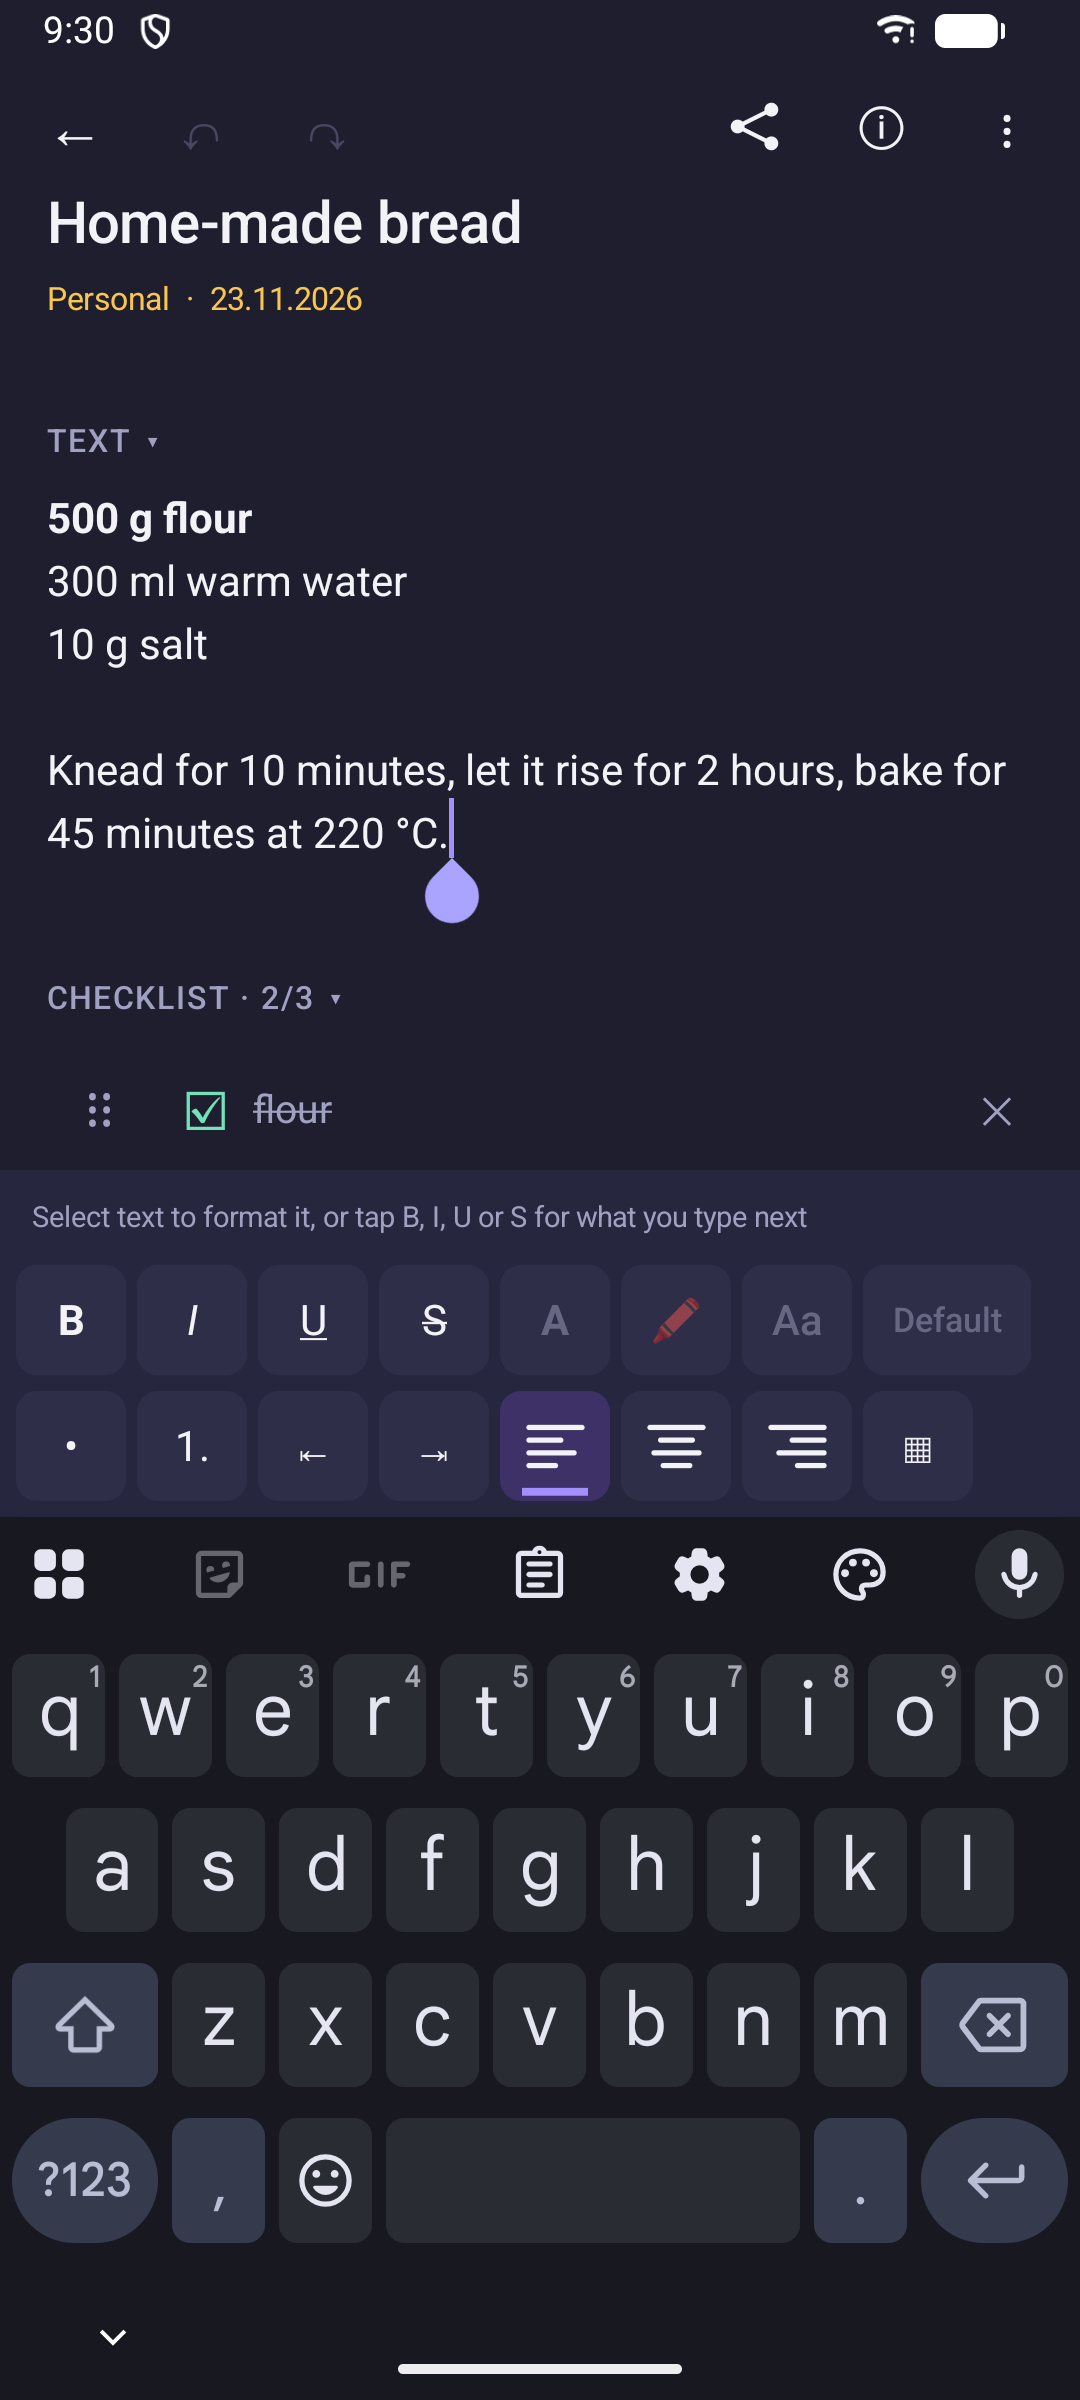 9:30
Home-made bread
Personal · 23.11.2026
TEXT ▾
500 g flour
300 ml warm water
10 g salt
Knead for 10 minutes, let it rise for 2 hours, bake for
45 minutes at 220 °C.
CHECKLIST · 2/3 ▾
flour
Select text to format it, or tap B, I, U or S for what you type next
B I U S A Aa Default
• 1.
GIF
q 1 w 2 e 3 r 4 t 5 y 6 u 7 i 8 o 9 p 0
a s d f g h j k l
z x c v b n m
?123 , .